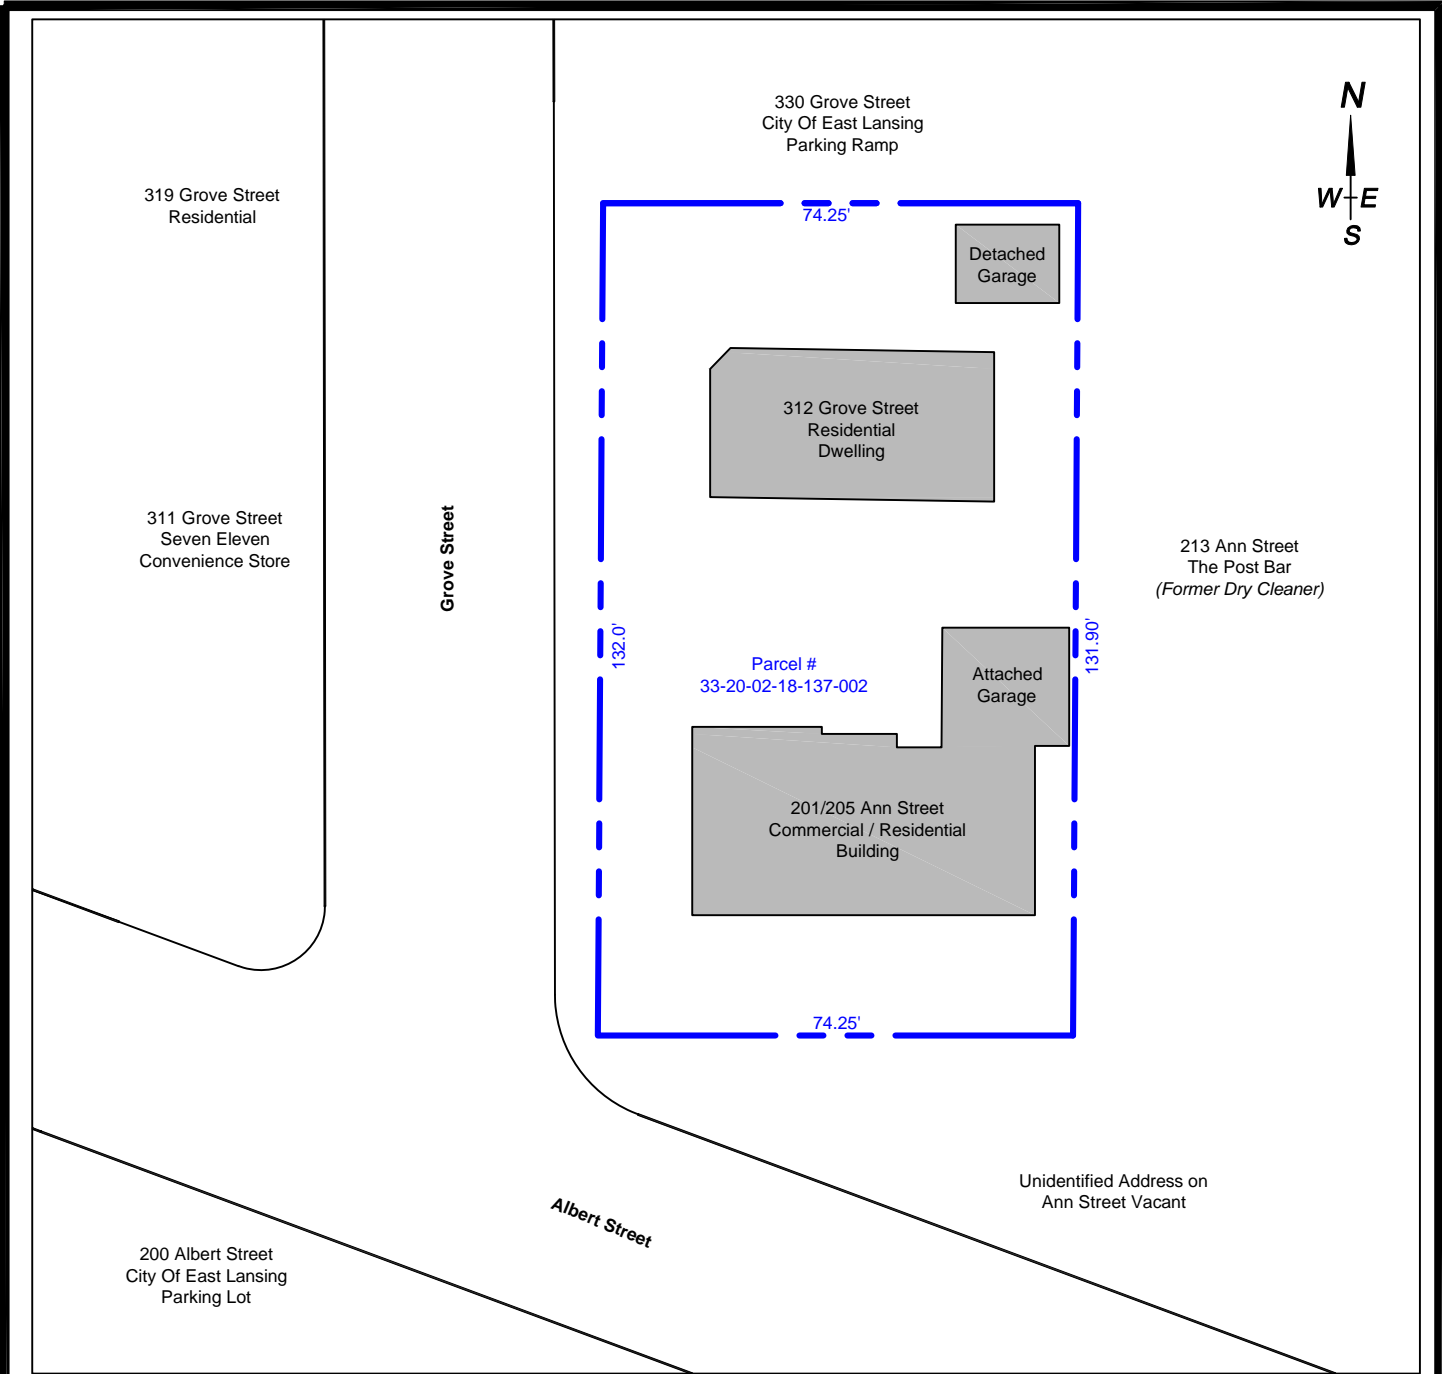 N
W E
S
330 Grove Street
City Of East Lansing
Parking Ramp
319 Grove Street
Residential
74.25'
Detached
Garage
312 Grove Street
Residential
Dwelling
311 Grove Street
Seven Eleven
Convenience Store
Grove Street
213 Ann Street
The Post Bar
(Former Dry Cleaner)
132.0'
Parcel #
33-20-02-18-137-002
Attached
Garage
131.90'
201/205 Ann Street
Commercial / Residential
Building
74.25'
Unidentified Address on
Ann Street Vacant
Albert Street
200 Albert Street
City Of East Lansing
Parking Lot